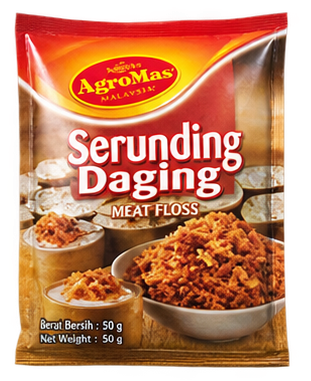 AgroMas®
MALAYSIA
Serunding
Daging
MEAT FLOSS
Berat Bersih : 50 g
Net Weight : 50 g